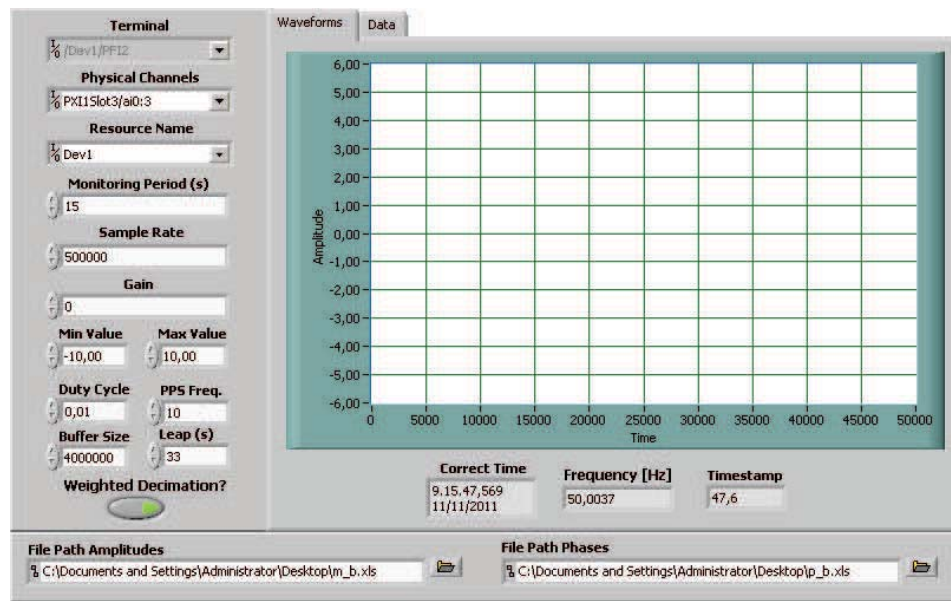 Terminal
/Dev1/PFI2
Physical Channels
PXI1Slot3/ai0:3
Resource Name
Dev1
Monitoring Period (s)
15
Sample Rate
500000
Gain
0
Min Value Max Value
-10,00 10,00
Duty Cycle PPS Freq.
0,01 10
Buffer Size Leap (s)
4000000 33
Weighted Decimation?
Waveforms Data
6,00
5,00
4,00
3,00
2,00
1,00
0,00
-1,00
-2,00
-3,00
-4,00
-5,00
-6,00
Amplitude
0 5000 10000 15000 20000 25000 30000 35000 40000 45000 50000
Time
Correct Time
9.15.47,569
11/11/2011
Frequency [Hz]
50,0037
Timestamp
47,6
File Path Amplitudes
C:\Documents and Settings\Administrator\Desktop\m_b.xls
File Path Phases
C:\Documents and Settings\Administrator\Desktop\p_b.xls